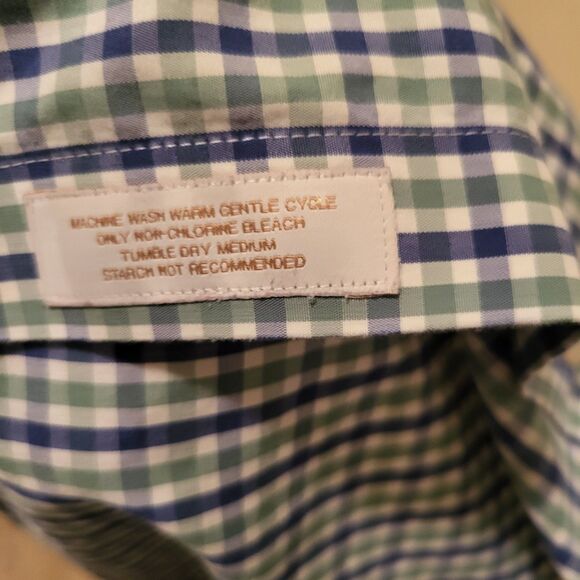 MACHINE WASH WARM GENTLE CYCLE
ONLY NON-CHLORINE BLEACH
TUMBLE DRY MEDIUM
STARCH NOT RECOMMENDED